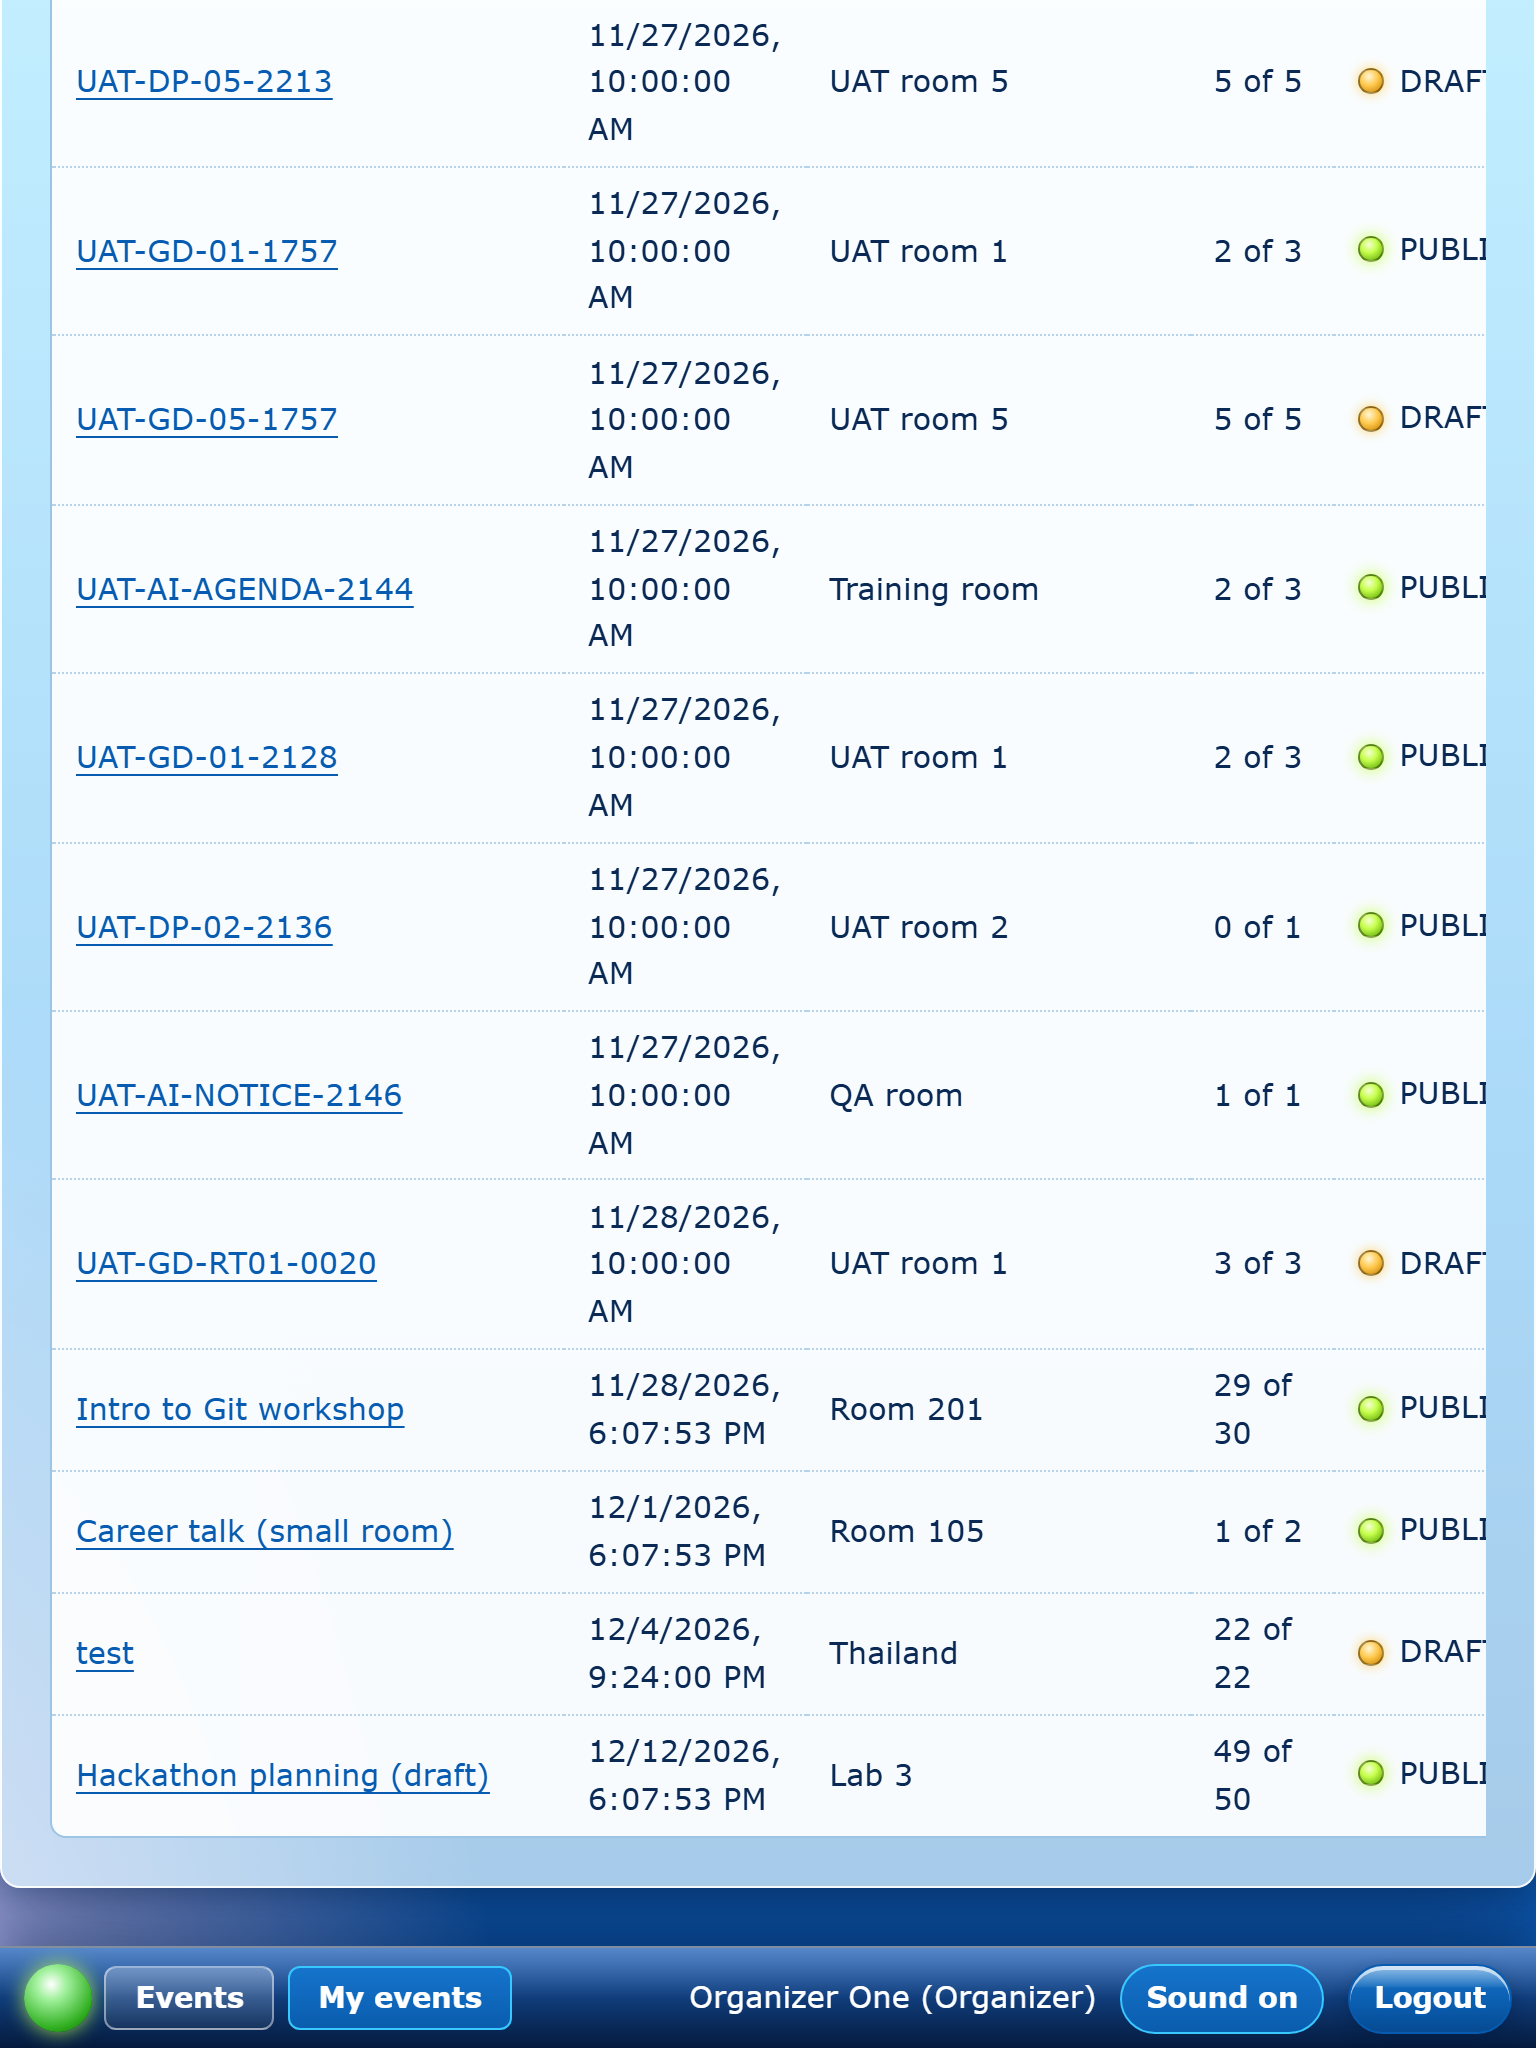 11/27/2026,
UAT-DP-05-2213 10:00:00 UAT room 5 5 of 5 DRAF
AM
11/27/2026,
UAT-GD-01-1757 10:00:00 UAT room 1 2 of 3 PUBLI
AM
11/27/2026,
UAT-GD-05-1757 10:00:00 UAT room 5 5 of 5 DRAF
AM
11/27/2026,
UAT-AI-AGENDA-2144 10:00:00 Training room 2 of 3 PUBLI
AM
11/27/2026,
UAT-GD-01-2128 10:00:00 UAT room 1 2 of 3 PUBLI
AM
11/27/2026,
UAT-DP-02-2136 10:00:00 UAT room 2 0 of 1 PUBLI
AM
11/27/2026,
UAT-AI-NOTICE-2146 10:00:00 QA room 1 of 1 PUBLI
AM
11/28/2026,
UAT-GD-RT01-0020 10:00:00 UAT room 1 3 of 3 DRAF
AM
11/28/2026, 29 of
Intro to Git workshop Room 201 PUBLI
6:07:53 PM 30
12/1/2026,
Career talk (small room) Room 105 1 of 2 PUBLI
6:07:53 PM
12/4/2026, 22 of
test Thailand DRAF
9:24:00 PM 22
12/12/2026, 49 of
Hackathon planning (draft) Lab 3 PUBLI
6:07:53 PM 50
Events My events Organizer One (Organizer) Sound on Logout